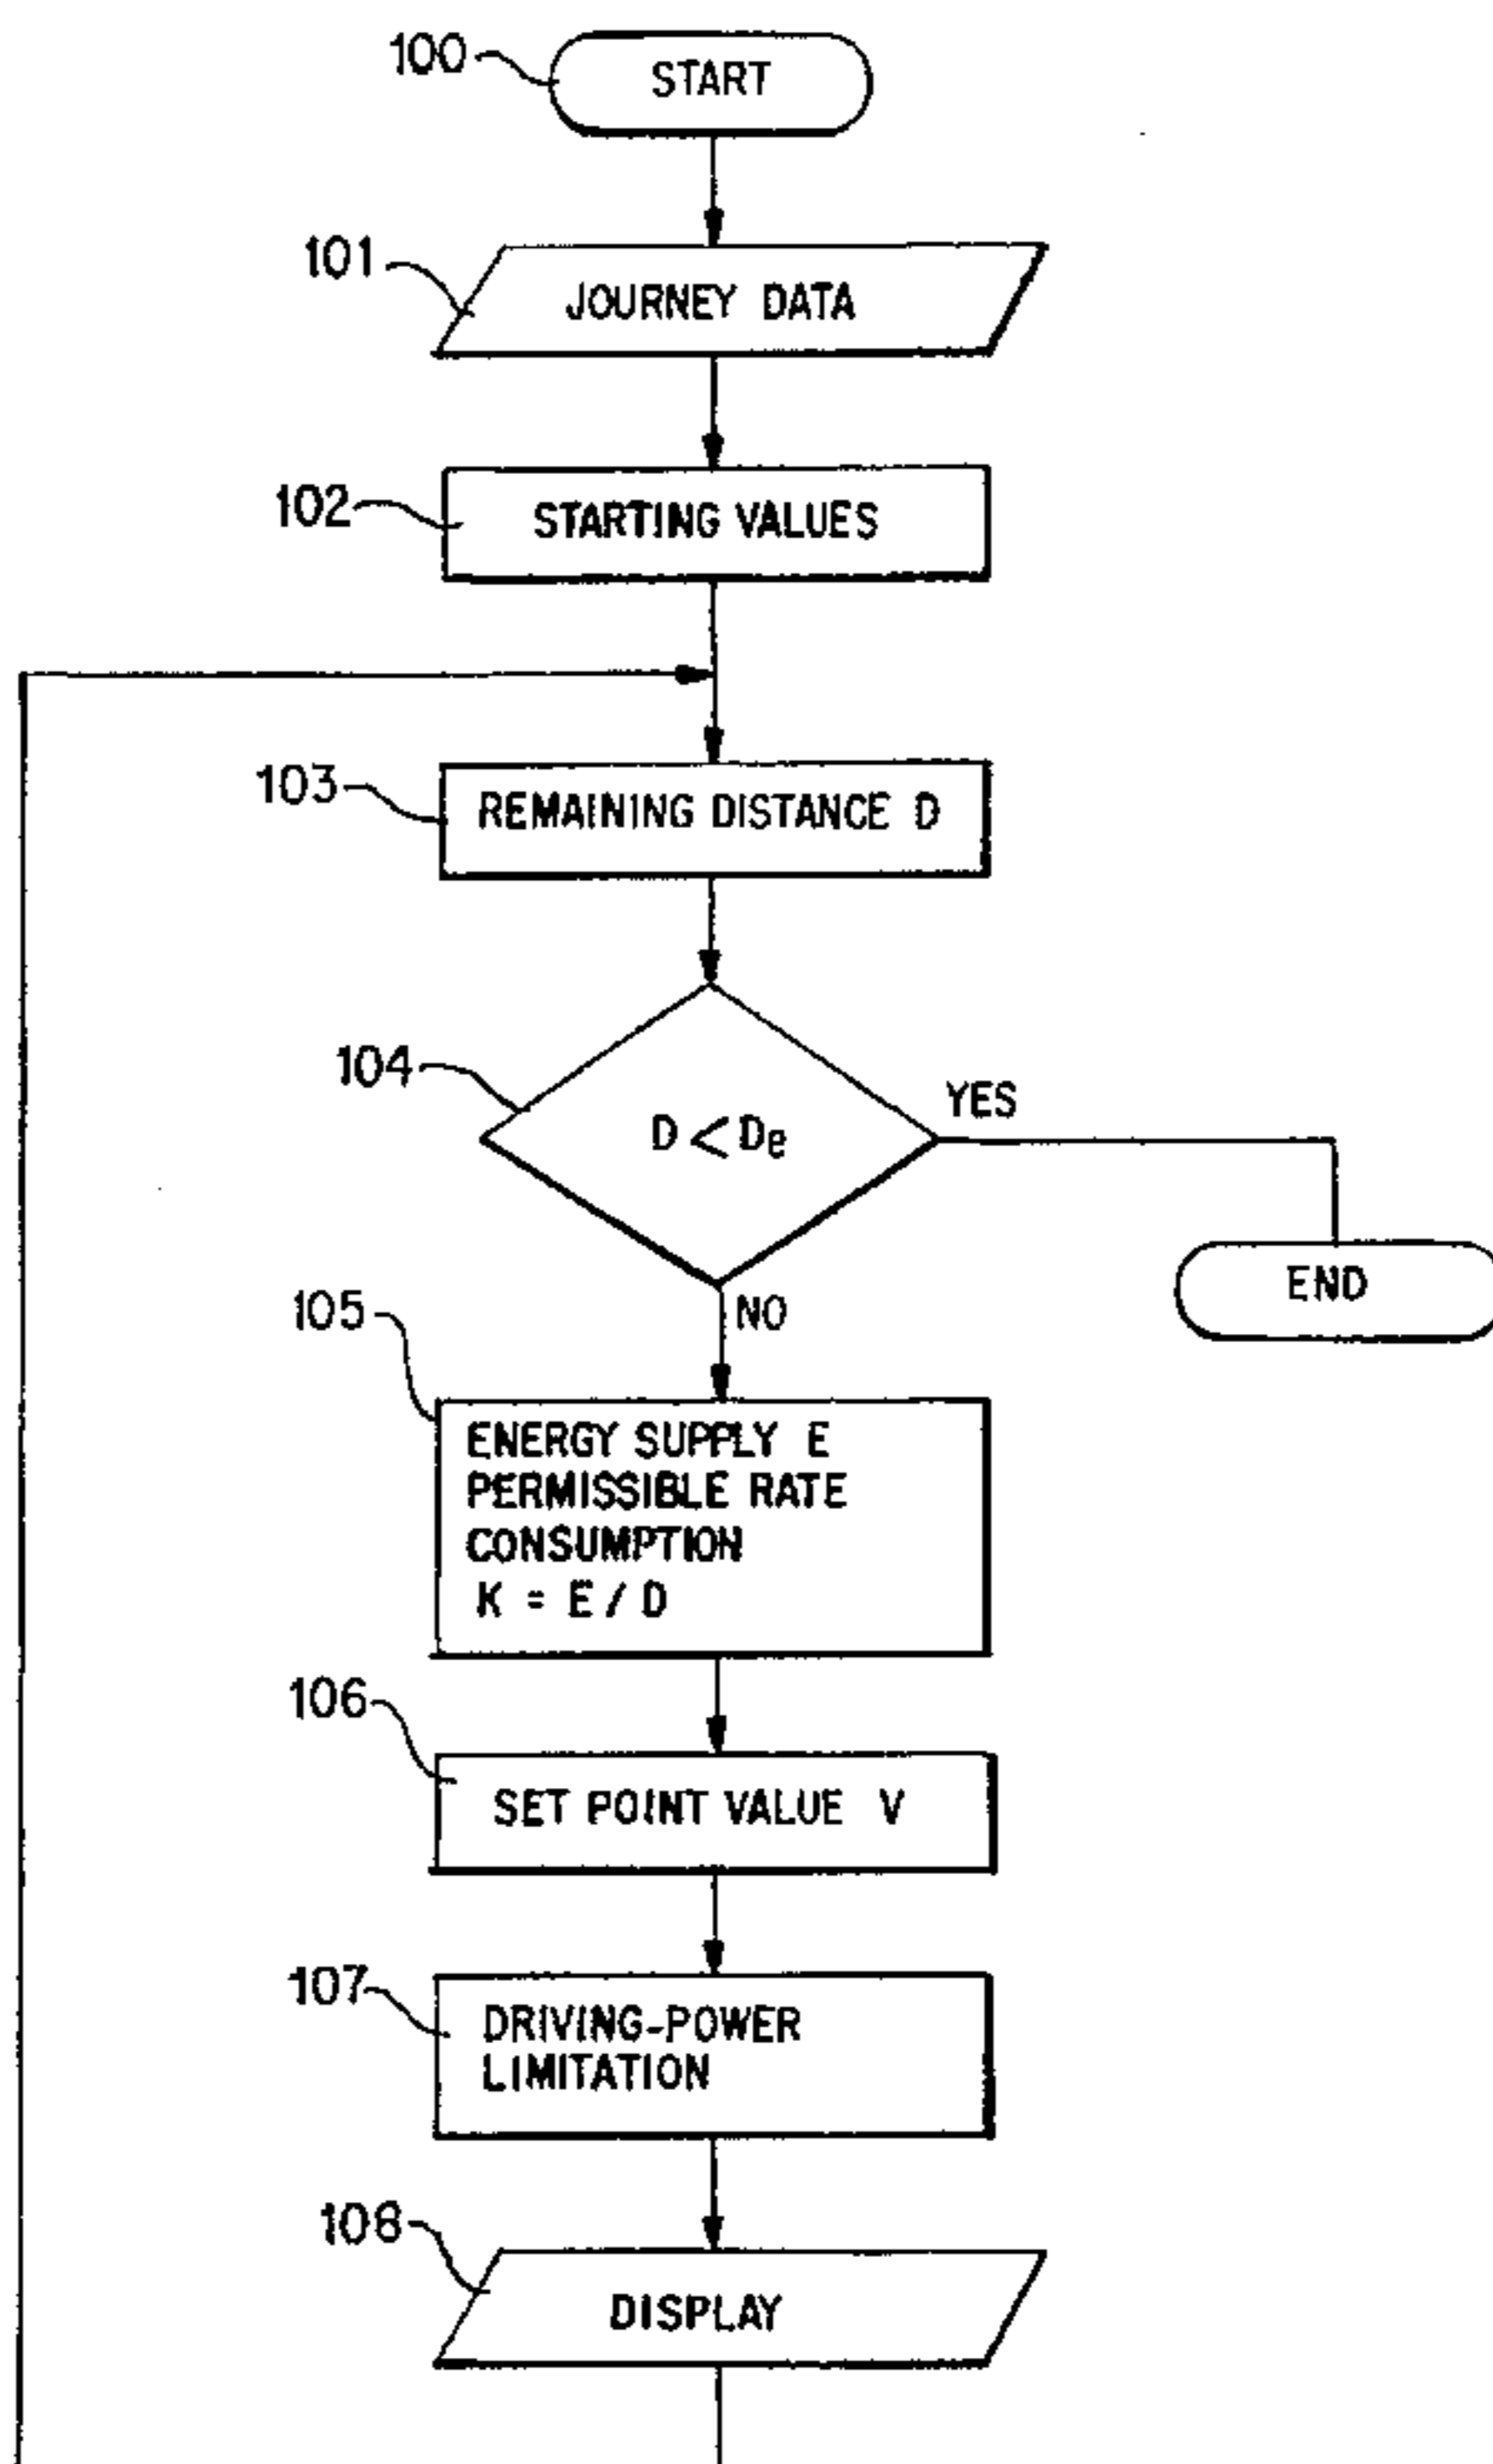 100
START
101
JOURNEY DATA
102
STARTING VALUES
103
REMAINING DISTANCE D
104
D < De
YES
END
NO
105
ENERGY SUPPLY E
PERMISSIBLE RATE
CONSUMPTION
K = E / D
106
SET POINT VALUE V
107
DRIVING-POWER
LIMITATION
108
DISPLAY